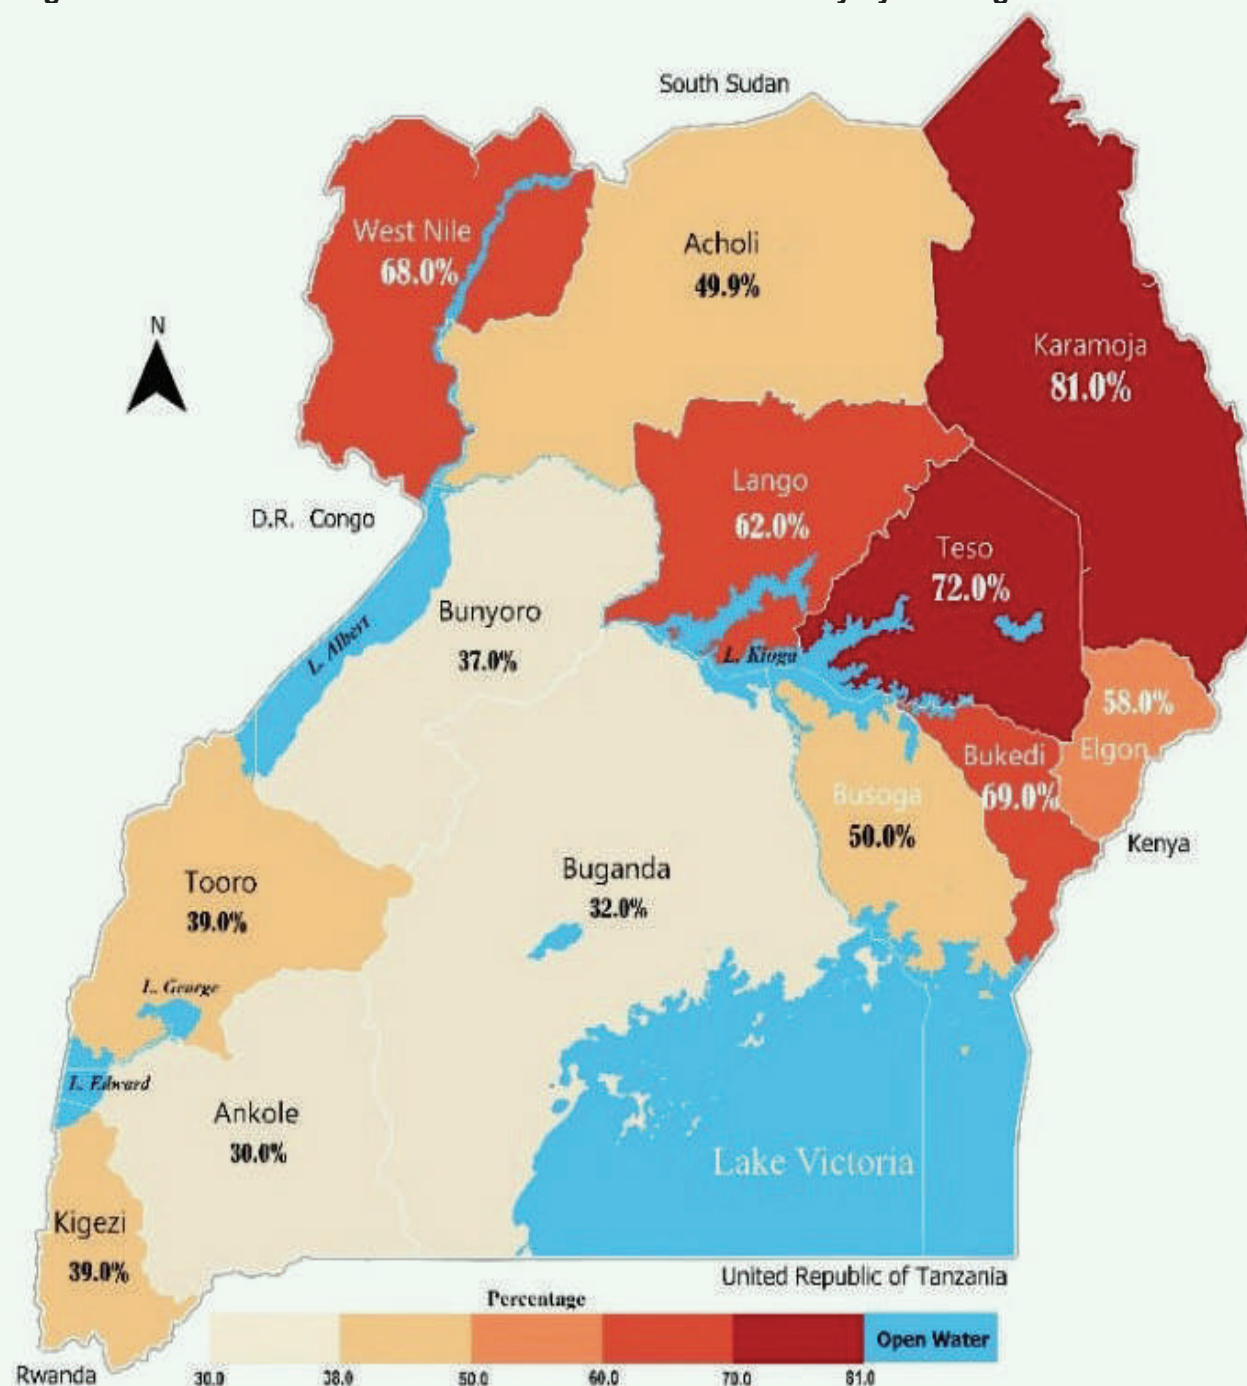 South Sudan
West Nile
68.0%
Acholi
49.9%
N
Karamoja
81.0%
Lango
62.0%
D.R. Congo
Teso
72.0%
Bunyoro
37.0%
L. Albert
L. Kioga
58.0%
Elgon
Bukedi
69.0%
Busoga
50.0%
Kenya
Buganda
32.0%
Tooro
39.0%
L. George
L. Edward
Ankole
30.0%
Lake Victoria
Kigezi
39.0%
United Republic of Tanzania
Percentage
Open Water
Rwanda
30.0 38.0 50.0 60.0 70.0 81.0